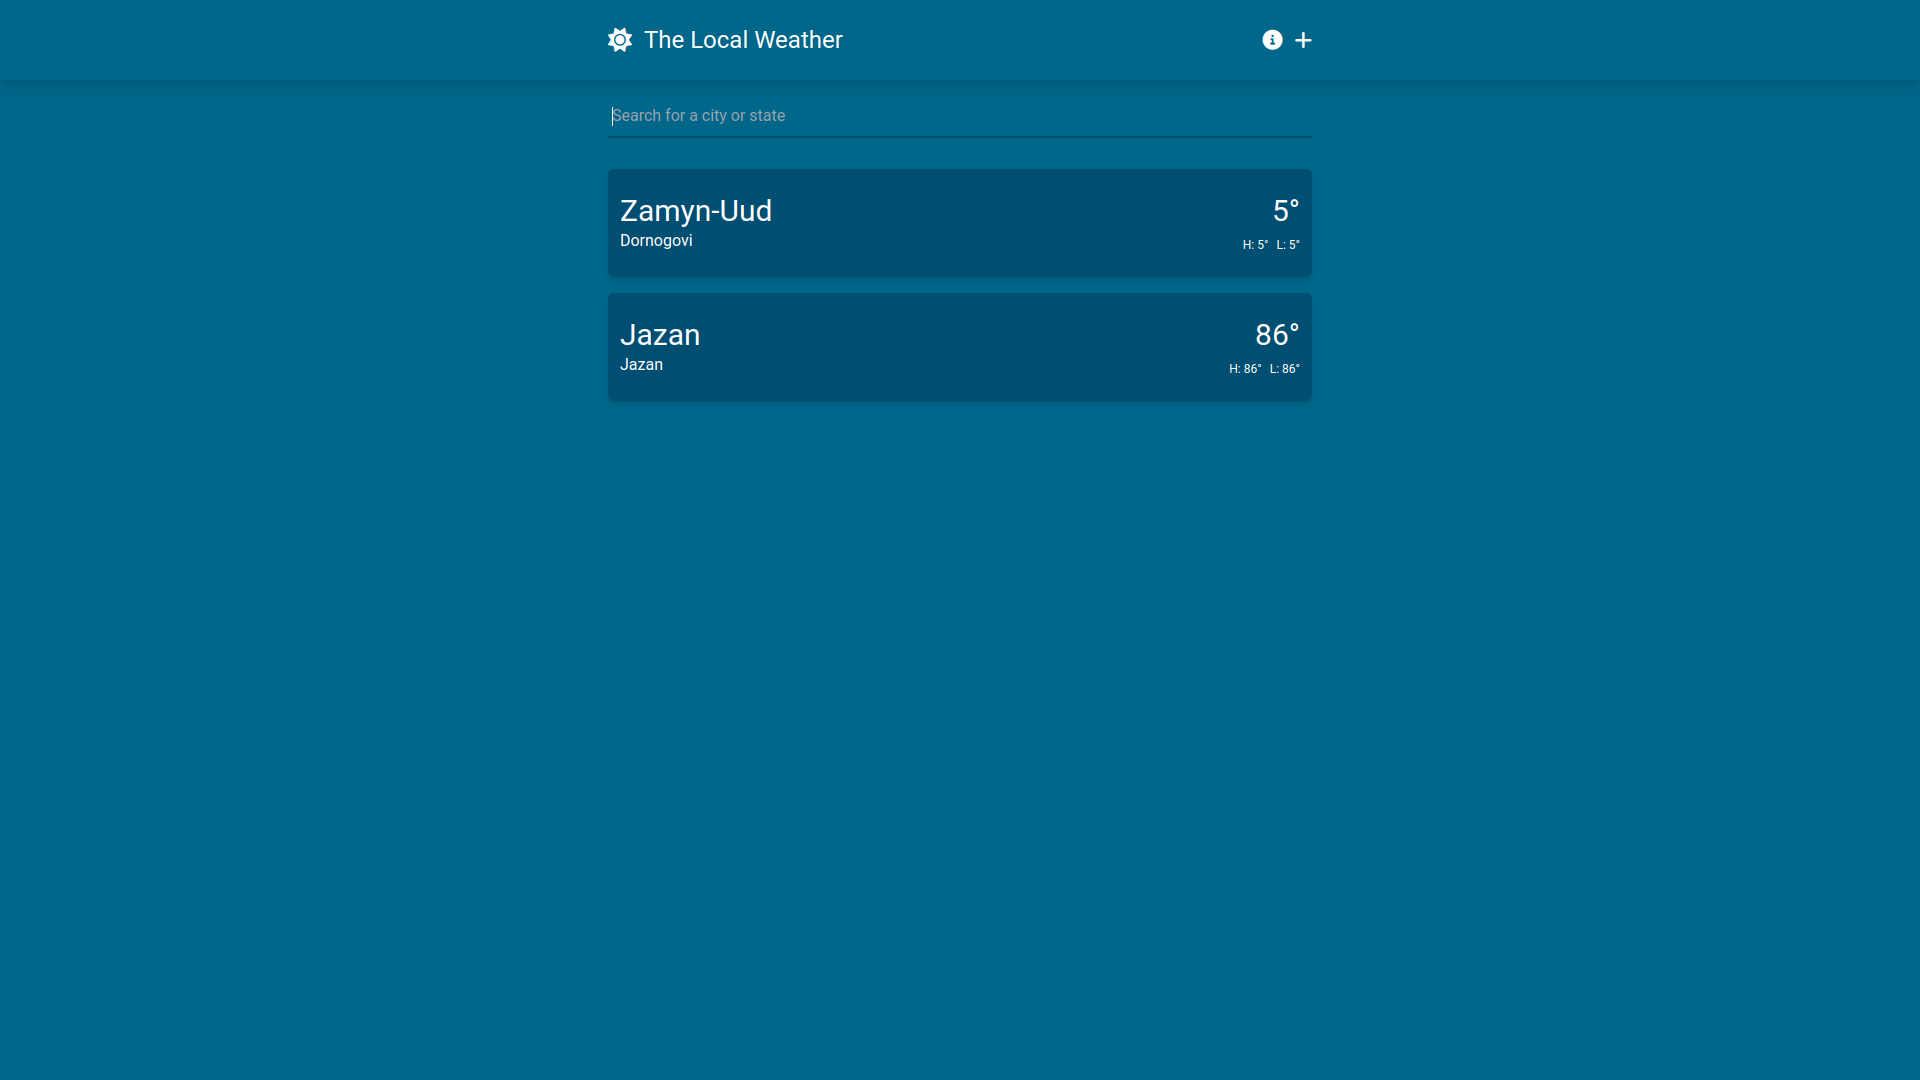 The Local Weather
Search for a city or state
Zamyn-Uud
5°
Dornogovi
H: 5° L: 5°
Jazan
86°
Jazan
H: 86° L: 86°